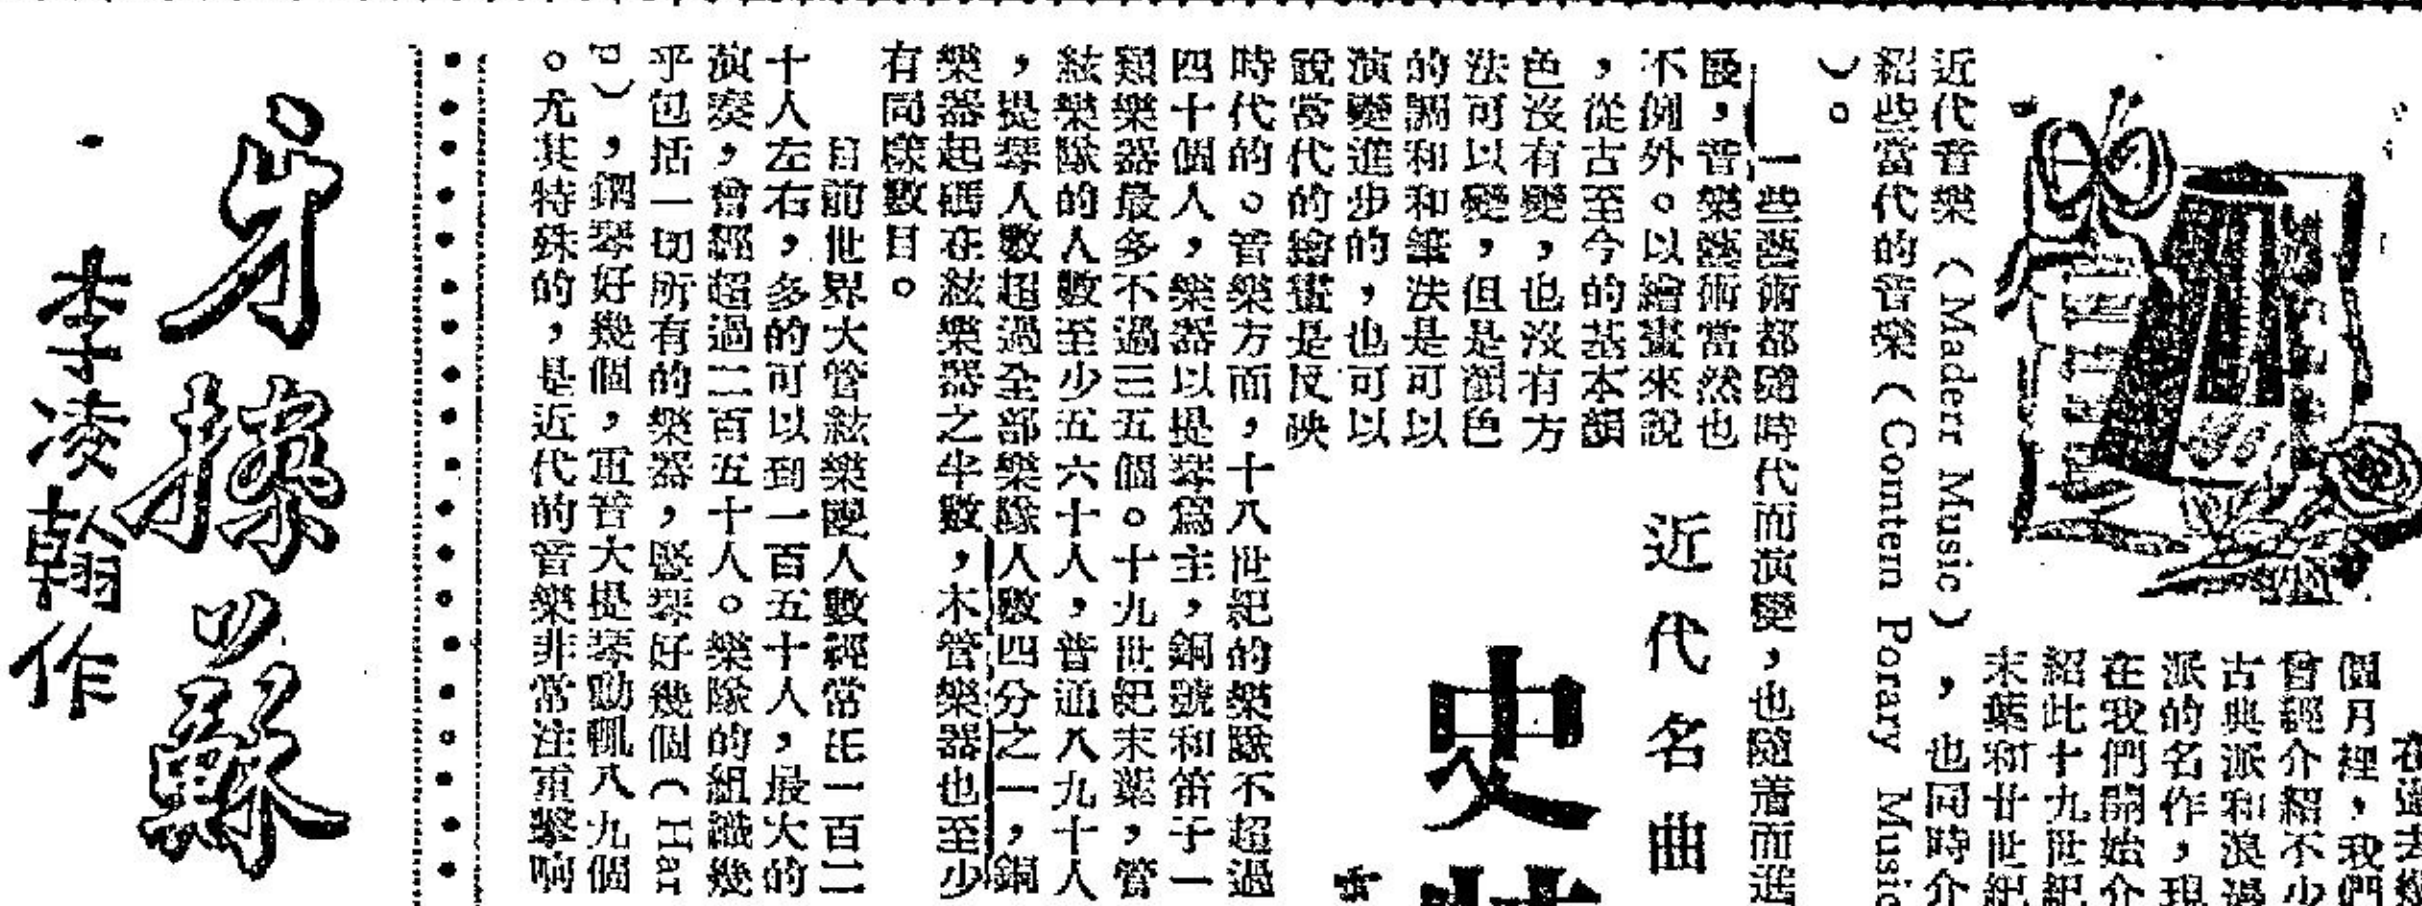 在過去幾
個月裡，我們
曾經介紹不少
古典派和浪漫
派的名作，現
在我們開始介
紹此十九世紀
末葉和廿世紀
近代音樂（Maderr Music），也同時介
紹些當代的音樂（Comtem Porary Music
）。
一些藝術都隨時代而演變，也隨着而進
展，音樂藝術當然也
不例外。以繪畫來說
，從古至今的基本顏
色沒有變，也沒有方
法可以變，但是顏色
的調和和筆法是可以
演變進步的，也可以
說當代的繪畫是反映
時代的。音樂方面，十八世紀的樂隊不超過
四十個人，樂器以提琴爲主，銅號和笛子一
類樂器最多不過三五個。十九世紀末葉，管
絃樂隊的人數至少五六十人，普通八九十人
，提琴人數超過全部樂隊人數四分之一，銅
樂器起碼在絃樂器之半數，木管樂器也至少
有同樣數目。
目前世界大管絃樂團人數經常在一百二
十人左右，多的可以到一百五十人，最大的
演奏，曾經超過二百五十人。樂隊的組織幾
乎包括一切所有的樂器，竪琴好幾個（Har
p），鋼琴好幾個，重普大提琴動輒八九個
。尤其特殊的，是近代的音樂非常注重擊响
近代名曲
史
蘇操牙
李凌翰作